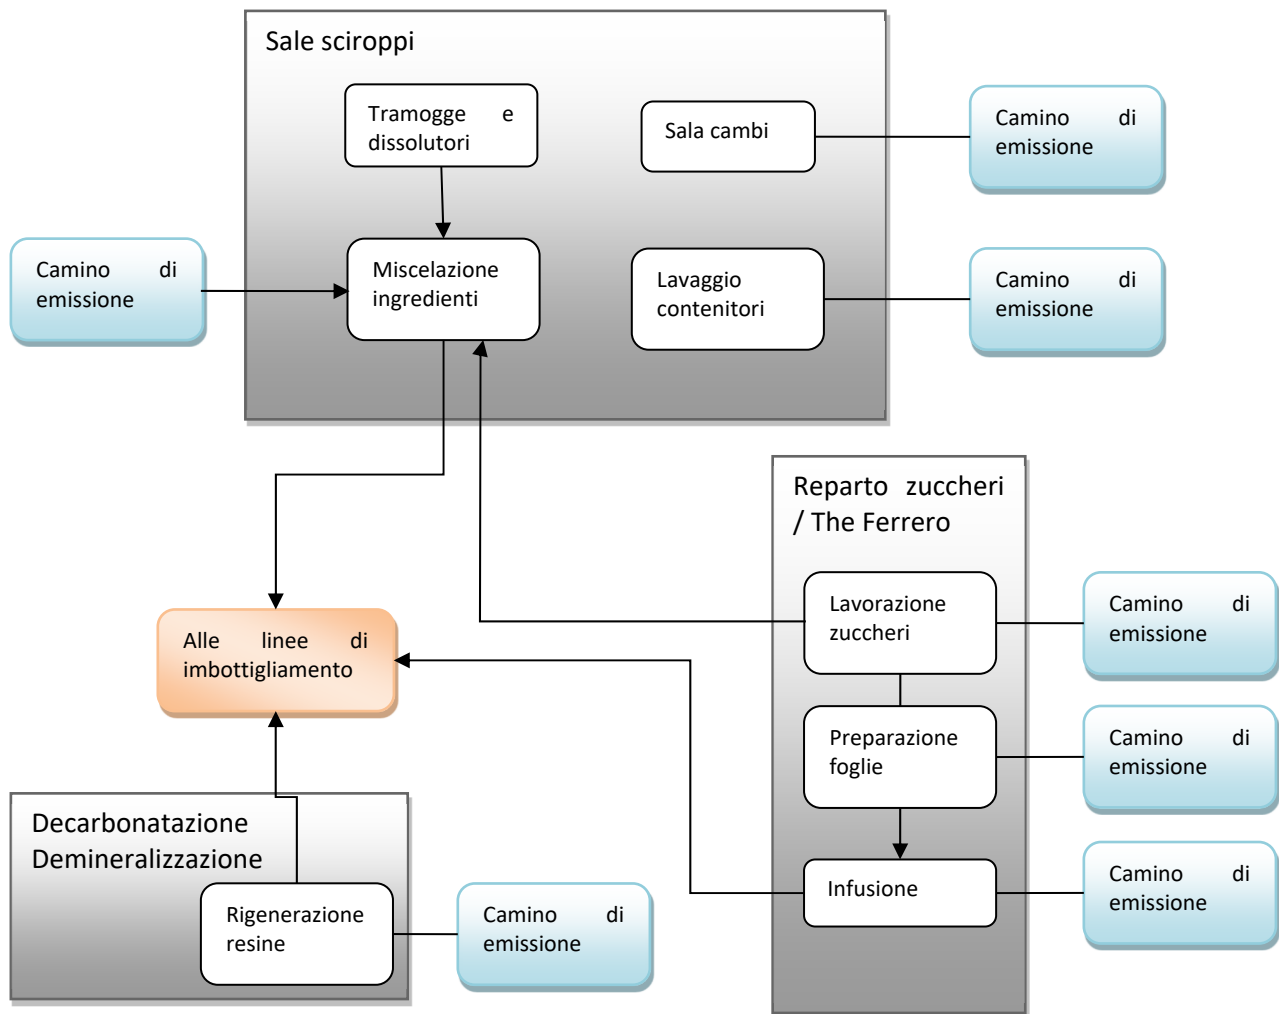 Sale sciroppi
Tramogge e
dissolutori
Sala cambi
Camino di
emissione
Camino di
emissione
Miscelazione
ingredienti
Lavaggio
contenitori
Camino di
emissione
Reparto zuccheri
/ The Ferrero
Lavorazione
zuccheri
Camino di
emissione
Alle linee di
imbottigliamento
Preparazione
foglie
Camino di
emissione
Decarbonatazione
Demineralizzazione
Rigenerazione
resine
Camino di
emissione
Infusione
Camino di
emissione